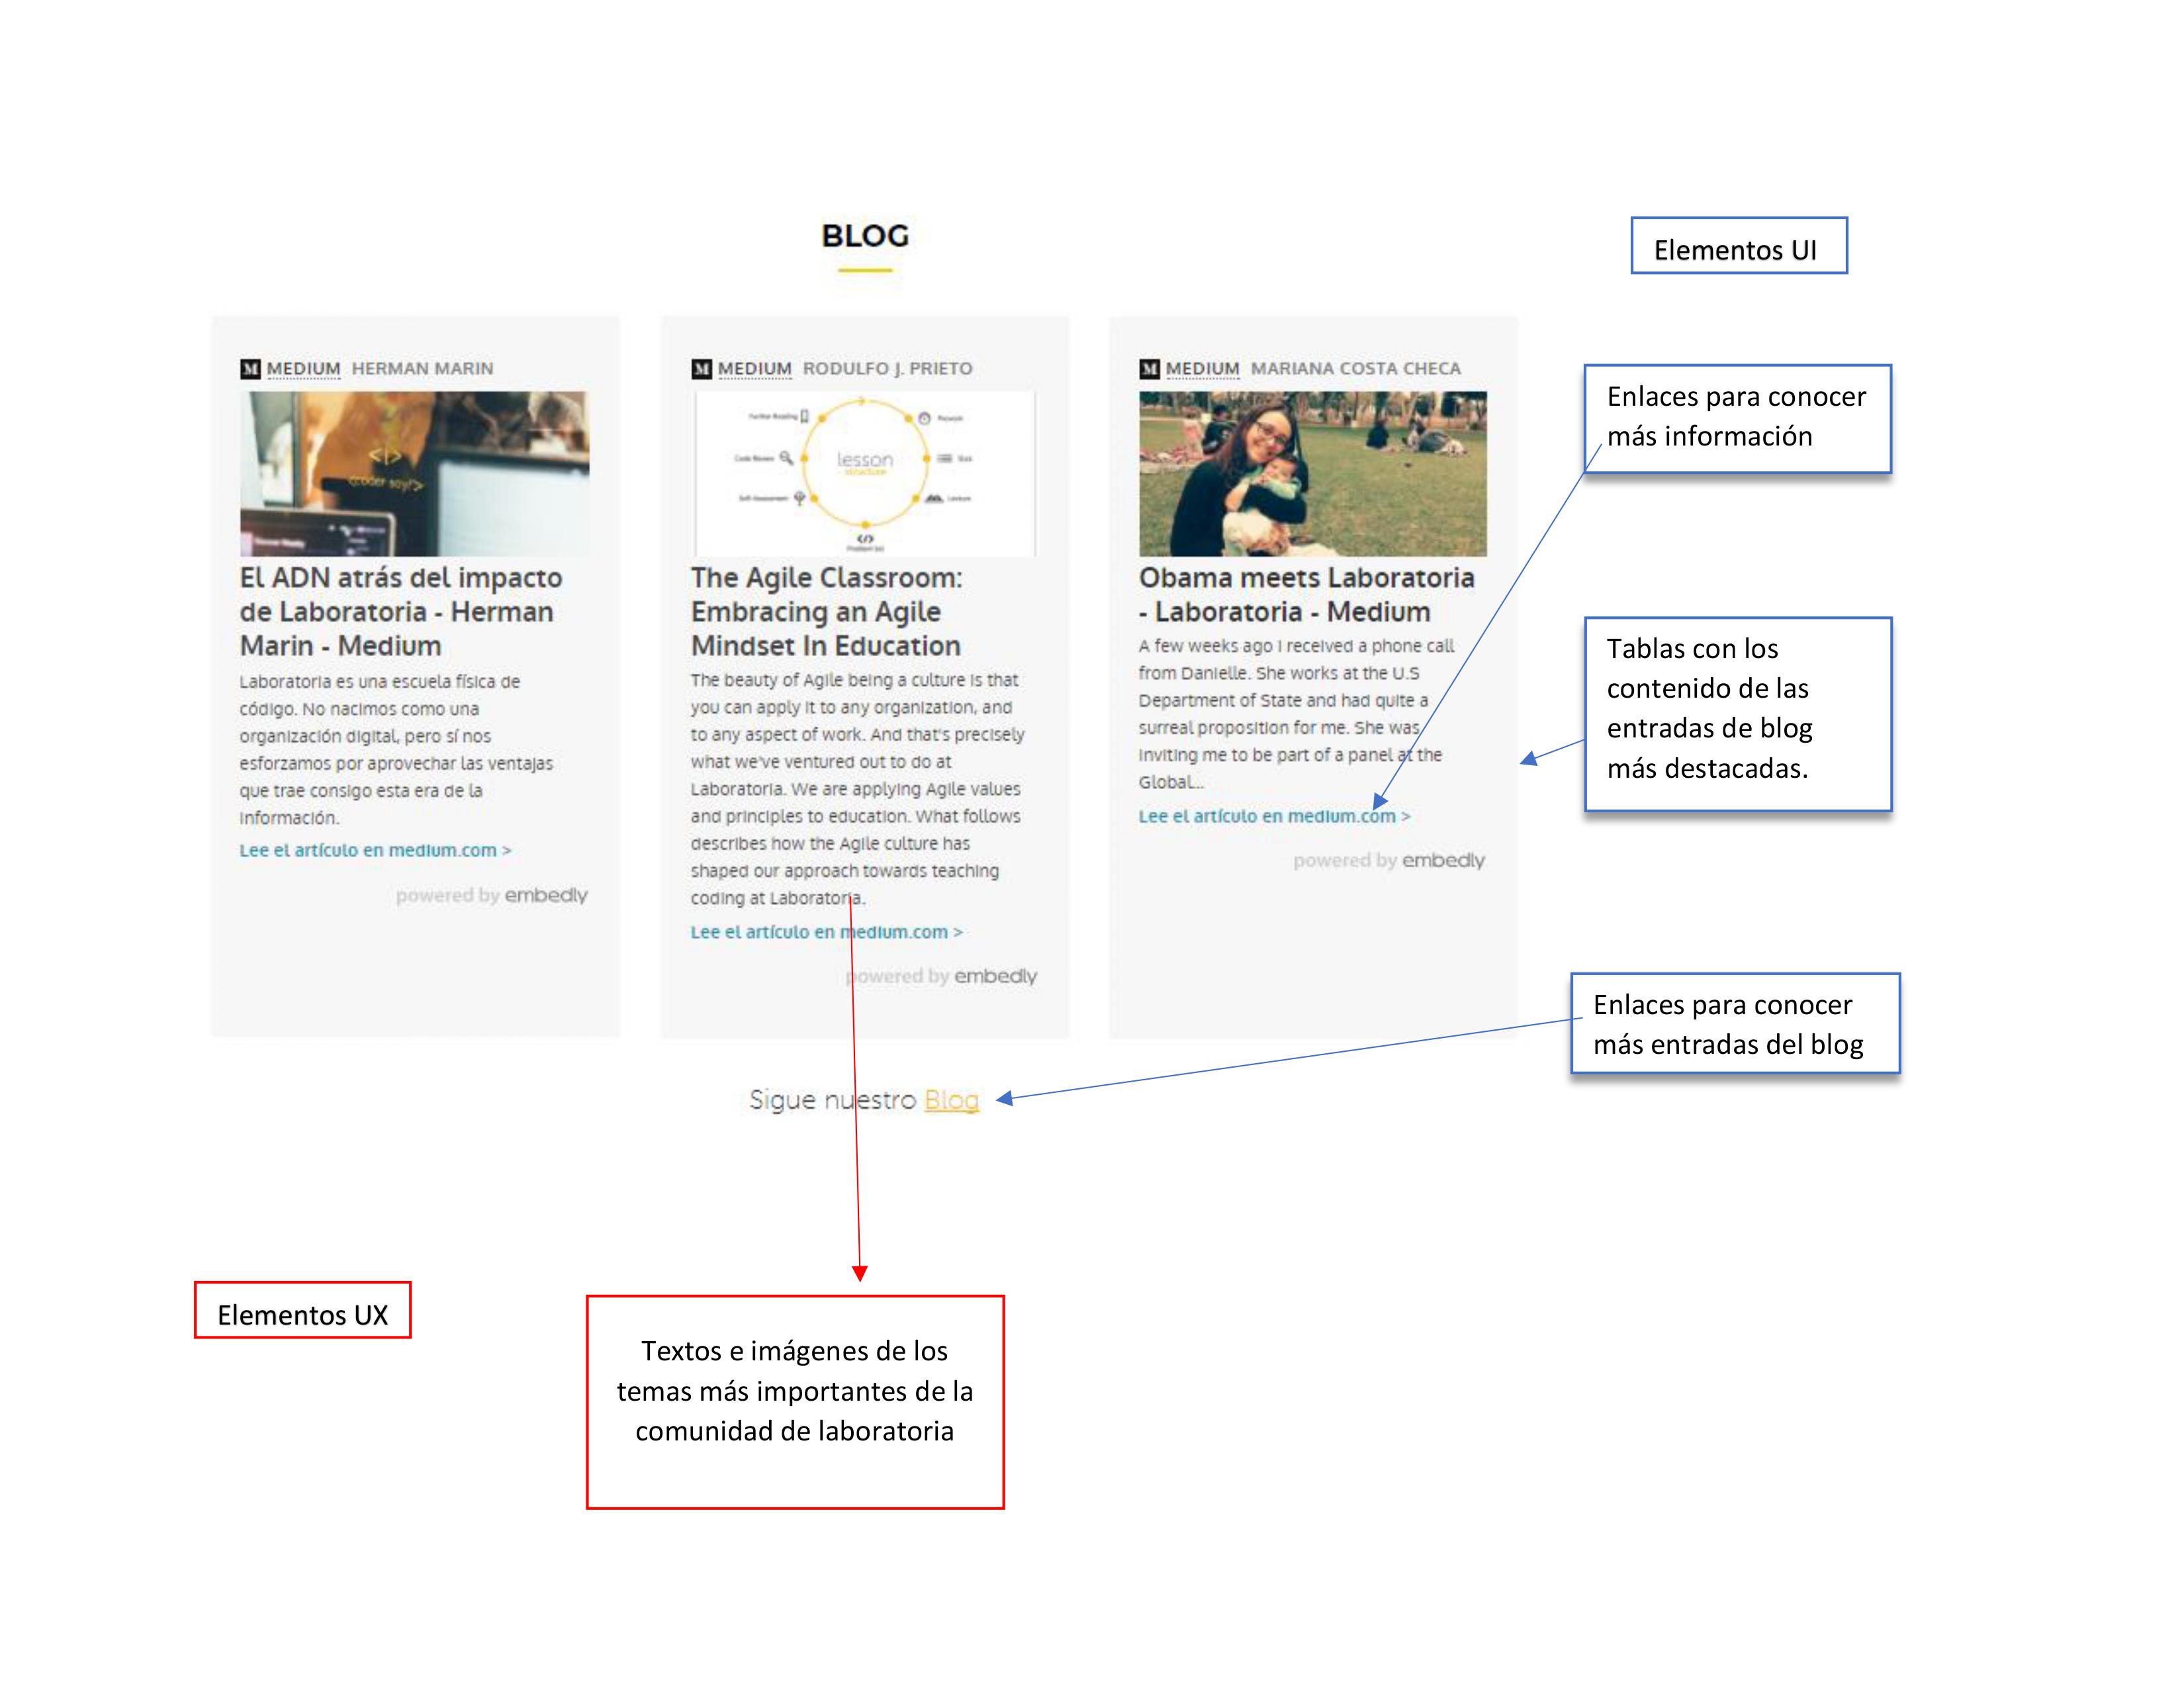 BLOG
Elementos UI
MEDIUM HERMAN MARIN
<|>
<coder soy/>
El ADN atrás del impacto
de Laboratoria - Herman
Marin - Medium
Laboratoria es una escuela física de
código. No nacimos como una
organización digital, pero sí nos
esforzamos por aprovechar las ventajas
que trae consigo esta era de la
información.
Lee el artículo en medium.com >
powered by embedly
MEDIUM RODULFO J. PRIETO
Further Reading
Code Review
Self-Assessment
lesson
structure
Lecture
The Agile Classroom:
Embracing an Agile
Mindset In Education
The beauty of Agile being a culture is that
you can apply it to any organization, and
to any aspect of work. And that's precisely
what we've ventured out to do at
Laboratoria. We are applying Agile values
and principles to education. What follows
describes how the Agile culture has
shaped our approach towards teaching
coding at Laboratoria.
Lee el artículo en medium.com >
powered by embedly
MEDIUM MARIANA COSTA CHECA
Obama meets Laboratoria
- Laboratoria - Medium
A few weeks ago I received a phone call
from Danielle. She works at the U.S
Department of State and had quite a
surreal proposition for me. She was
inviting me to be part of a panel at the
Global...
Lee el artículo en medium.com >
powered by embedly
Enlaces para conocer
más información
Tablas con los
contenido de las
entradas de blog
más destacadas.
Enlaces para conocer
más entradas del blog
Sigue nuestro Blog
Elementos UX
Textos e imágenes de los
temas más importantes de la
comunidad de laboratoria